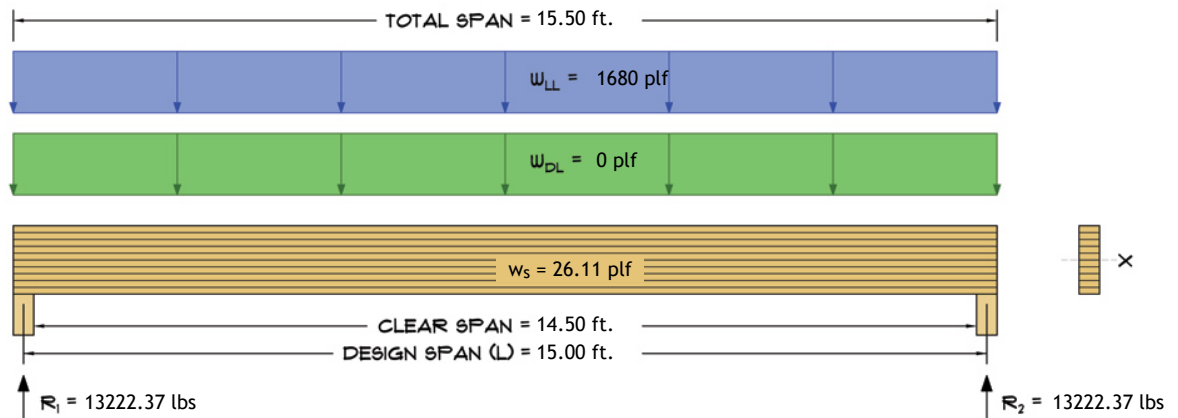 TOTAL SPAN = 15.50 ft.
WLL = 1680 plf
WDL = 0 plf
ws = 26.11 plf
X
CLEAR SPAN = 14.50 ft.
DESIGN SPAN (L) = 15.00 ft.
R1 = 13222.37 lbs
R2 = 13222.37 lbs